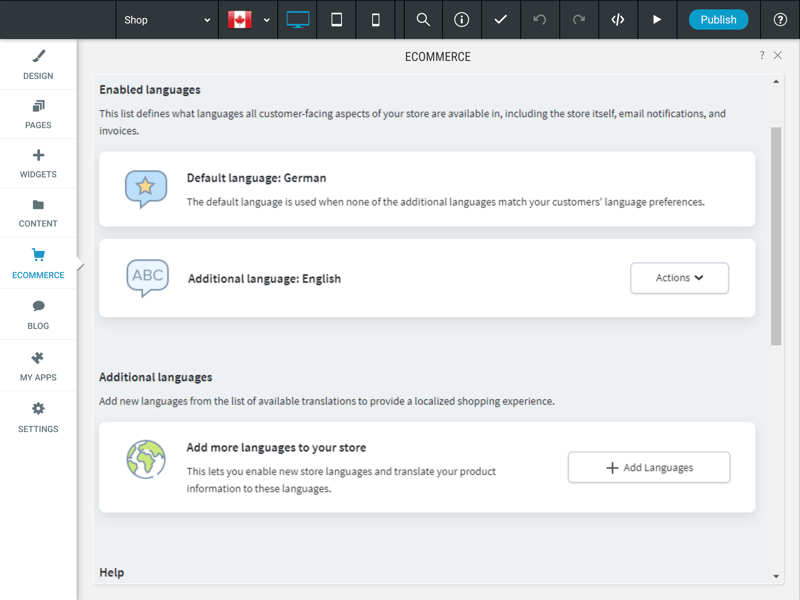 Shop
Publish
DESIGN
PAGES
WIDGETS
CONTENT
ECOMMERCE
BLOG
MY APPS
SETTINGS
ECOMMERCE
?
Enabled languages
This list defines what languages all customer-facing aspects of your store are available in, including the store itself, email notifications, and
invoices.
Default language: German
The default language is used when none of the additional languages match your customers' language preferences.
ABC
Additional language: English
Actions
Additional languages
Add new languages from the list of available translations to provide a localized shopping experience.
Add more languages to your store
This lets you enable new store languages and translate your product
information to these languages.
Add Languages
Help